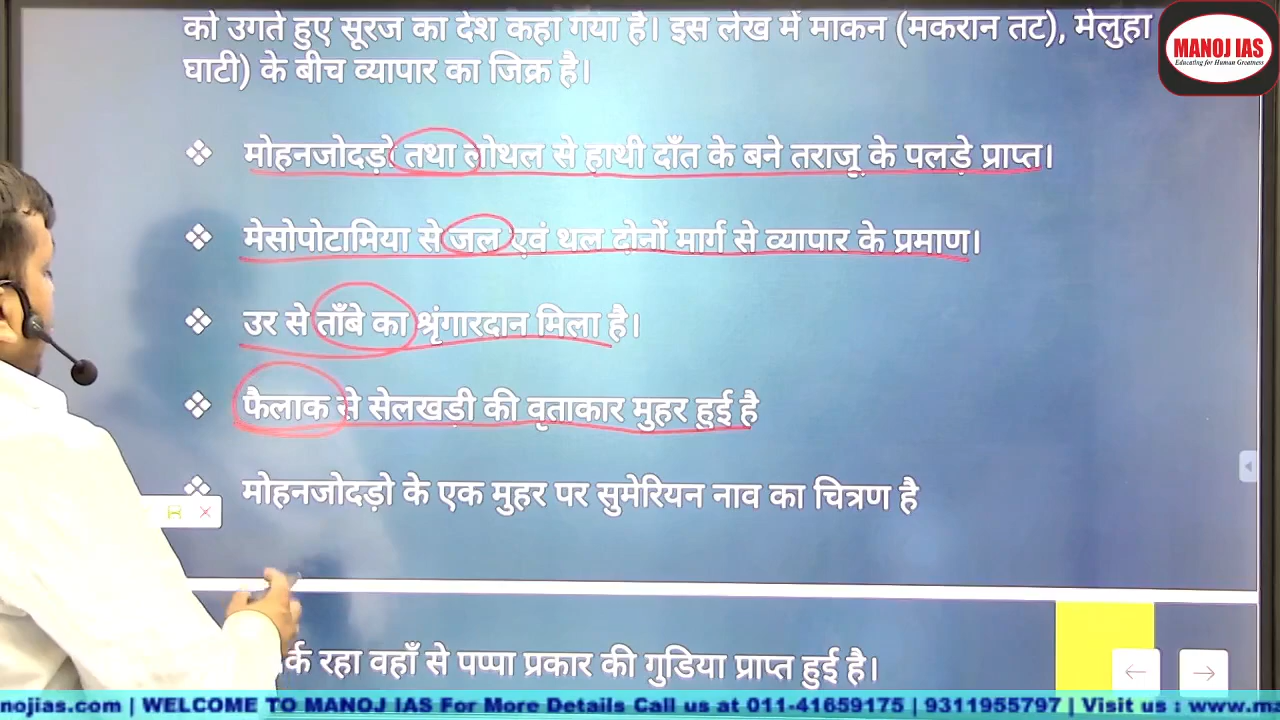 को उगते हुए सूरज का देश कहा गया है। इस लेख में माकन (मकरान तट), मेलुहा
घाटी) के बीच व्यापार का जिक्र है।
MANOJ IAS
Educating for Human Greatness
❖ मोहनजोदड़ो तथा लोथल से हाथी दाँत के बने तराजू के पलड़े प्राप्त।
❖ मेसोपोटामिया से जल एवं थल दोनों मार्ग से व्यापार के प्रमाण।
❖ उर से ताँबे का श्रृंगारदान मिला है।
❖ फैलाक से सेलखड़ी की वृताकार मुहर हुई है
❖ मोहनजोदड़ो के एक मुहर पर सुमेरियन नाव का चित्रण है
रहा वहाँ से पप्पा प्रकार की गुडिया प्राप्त हुई है।
nojias.com | WELCOME TO MANOJ IAS For More Details Call us at 011-41659175 | 9311955797 | Visit us : www.ma